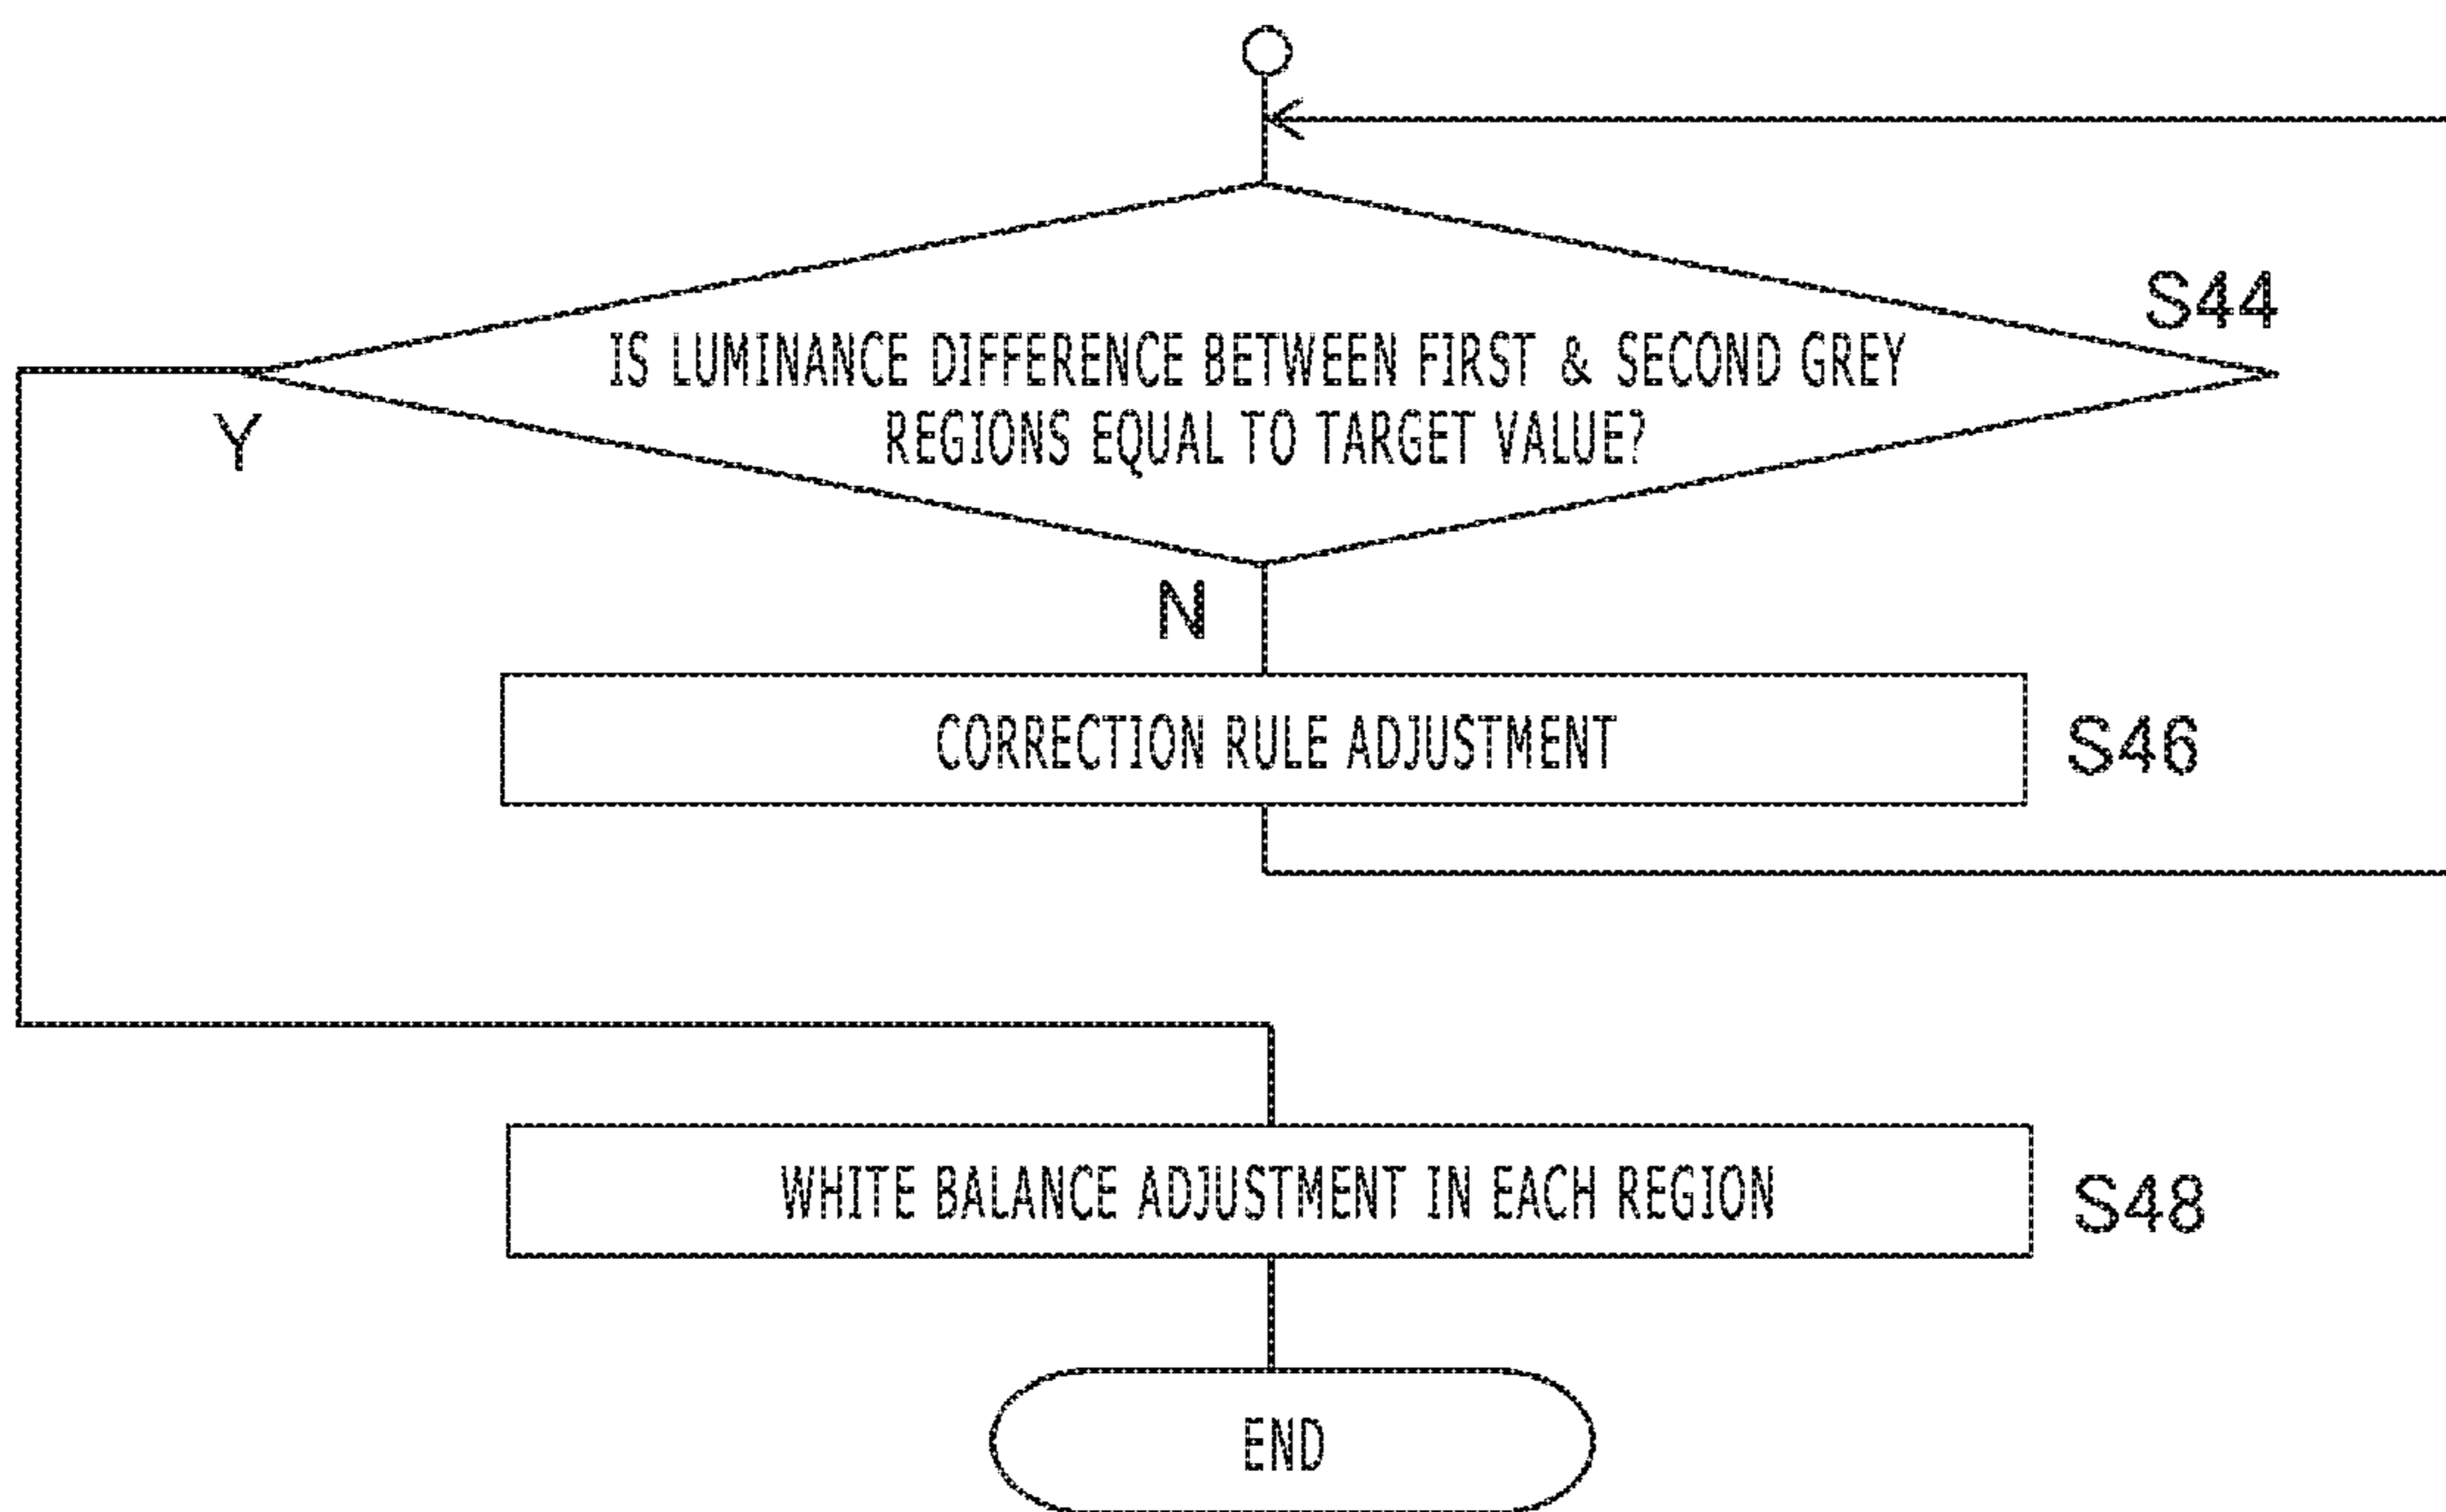 S44
IS LUMINANCE DIFFERENCE BETWEEN FIRST & SECOND GREY
REGIONS EQUAL TO TARGET VALUE?
Y
N
CORRECTION RULE ADJUSTMENT
S46
WHITE BALANCE ADJUSTMENT IN EACH REGION
S48
END